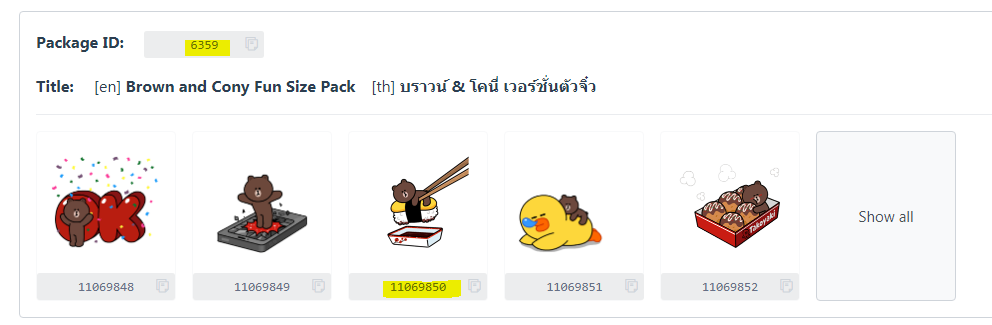 Package ID: 6359
Title: [en] Brown and Cony Fun Size Pack [th] บราวน์ & โคนี่ เวอร์ชั่นตัวจิ๋ว
OK
Takoyaki
Show all
11069848 11069849 11069850 11069851 11069852